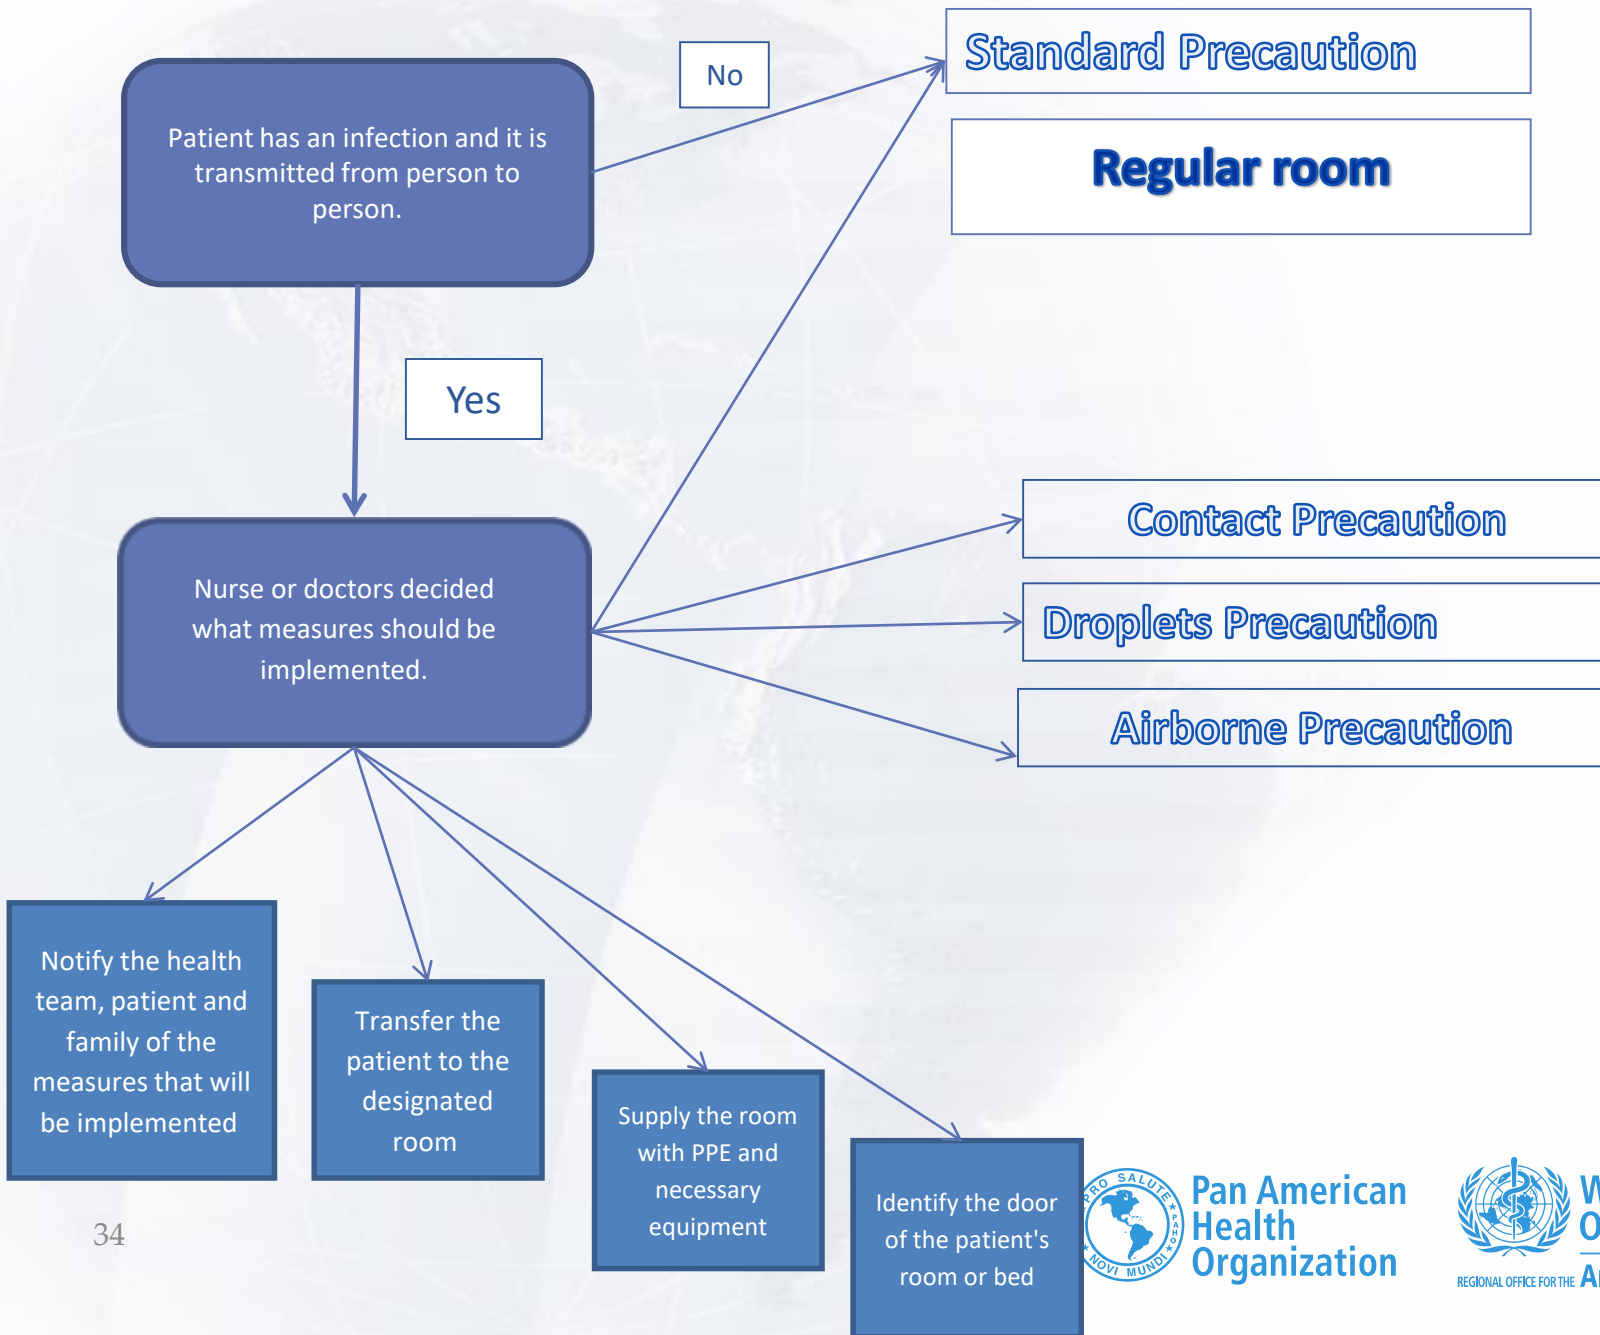 No
Standard Precaution
Patient has an infection and it is
transmitted from person to
person.
Regular room
Yes
Nurse or doctors decided
what measures should be
implemented.
Contact Precaution
Droplets Precaution
Airborne Precaution
Notify the health
team, patient and
family of the
measures that will
be implemented
Transfer the
patient to the
designated
room
Supply the room
with PPE and
necessary
equipment
Identify the door
of the patient's
room or bed
34
PRO SALUTE
NOVI MUNDI
PAHO
Pan American
Health
Organization
W
O
REGIONAL OFFICE FOR THE